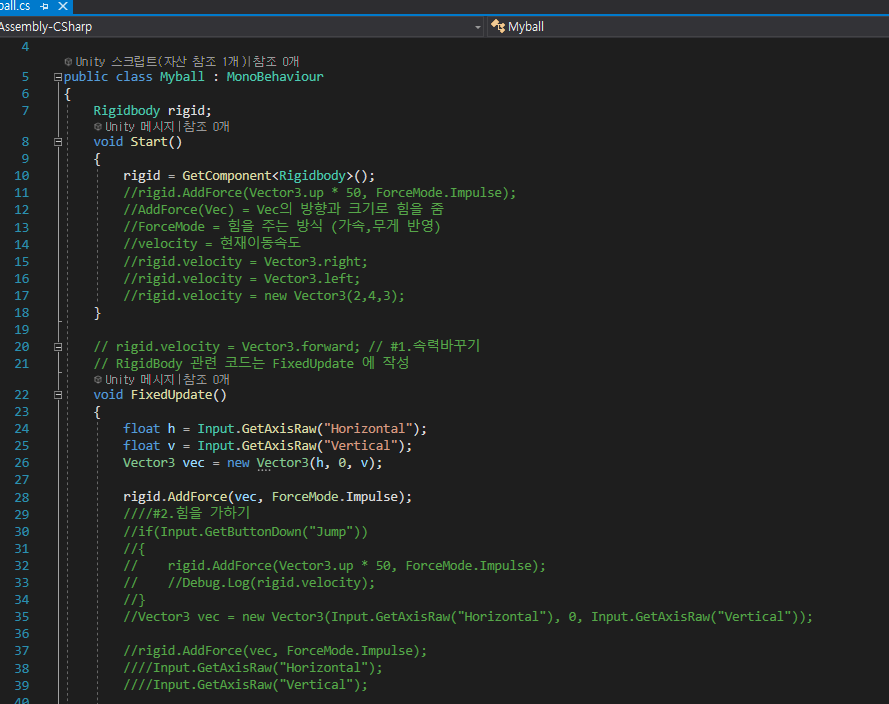 ball.cs
Assembly-CSharp
Myball
4
Unity 스크립트(자산 참조 1개)|참조 0개
5 public class Myball : MonoBehaviour
6 {
7 Rigidbody rigid;
Unity 메시지|참조 0개
8 void Start()
9 {
10 rigid = GetComponent<Rigidbody>();
11 //rigid.AddForce(Vector3.up * 50, ForceMode.Impulse);
12 //AddForce(Vec) = Vec의 방향과 크기로 힘을 줌
13 //ForceMode = 힘을 주는 방식 (가속,무게 반영)
14 //velocity = 현재이동속도
15 //rigid.velocity = Vector3.right;
16 //rigid.velocity = Vector3.left;
17 //rigid.velocity = new Vector3(2,4,3);
18 }
19
20 // rigid.velocity = Vector3.forward; // #1.속력바꾸기
21 // RigidBody 관련 코드는 FixedUpdate 에 작성
Unity 메시지|참조 0개
22 void FixedUpdate()
23 {
24 float h = Input.GetAxisRaw("Horizontal");
25 float v = Input.GetAxisRaw("Vertical");
26 Vector3 vec = new Vector3(h, 0, v);
27
28 rigid.AddForce(vec, ForceMode.Impulse);
29 ////#2.힘을 가하기
30 //if(Input.GetButtonDown("Jump"))
31 //{
32 // rigid.AddForce(Vector3.up * 50, ForceMode.Impulse);
33 // //Debug.Log(rigid.velocity);
34 //}
35 //Vector3 vec = new Vector3(Input.GetAxisRaw("Horizontal"), 0, Input.GetAxisRaw("Vertical"));
36
37 //rigid.AddForce(vec, ForceMode.Impulse);
38 ////Input.GetAxisRaw("Horizontal");
39 ////Input.GetAxisRaw("Vertical");
40